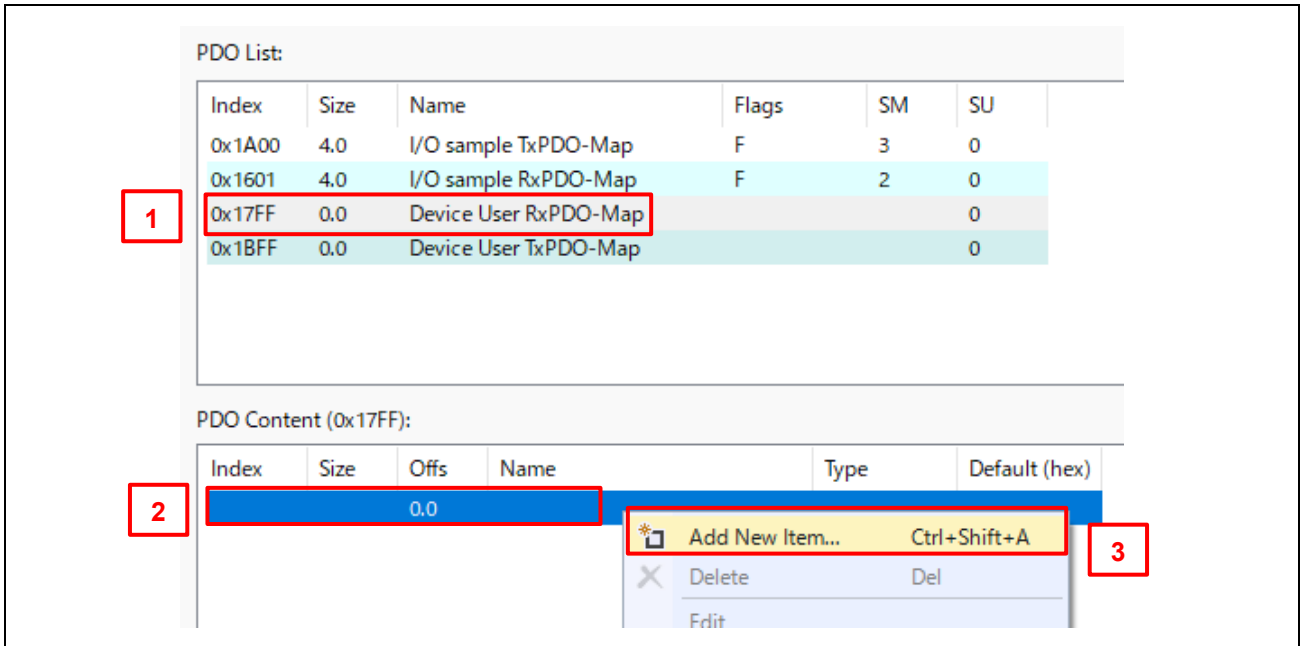 PDO List:
Index Size Name Flags SM SU
0x1A00 4.0 I/O sample TxPDO-Map F 3 0
0x1601 4.0 I/O sample RxPDO-Map F 2 0
1 0x17FF 0.0 Device User RxPDO-Map 0
0x1BFF 0.0 Device User TxPDO-Map 0
PDO Content (0x17FF):
Index Size Offs Name Type Default (hex)
2 0.0
Add New Item... Ctrl+Shift+A 3
Delete Del
Edit